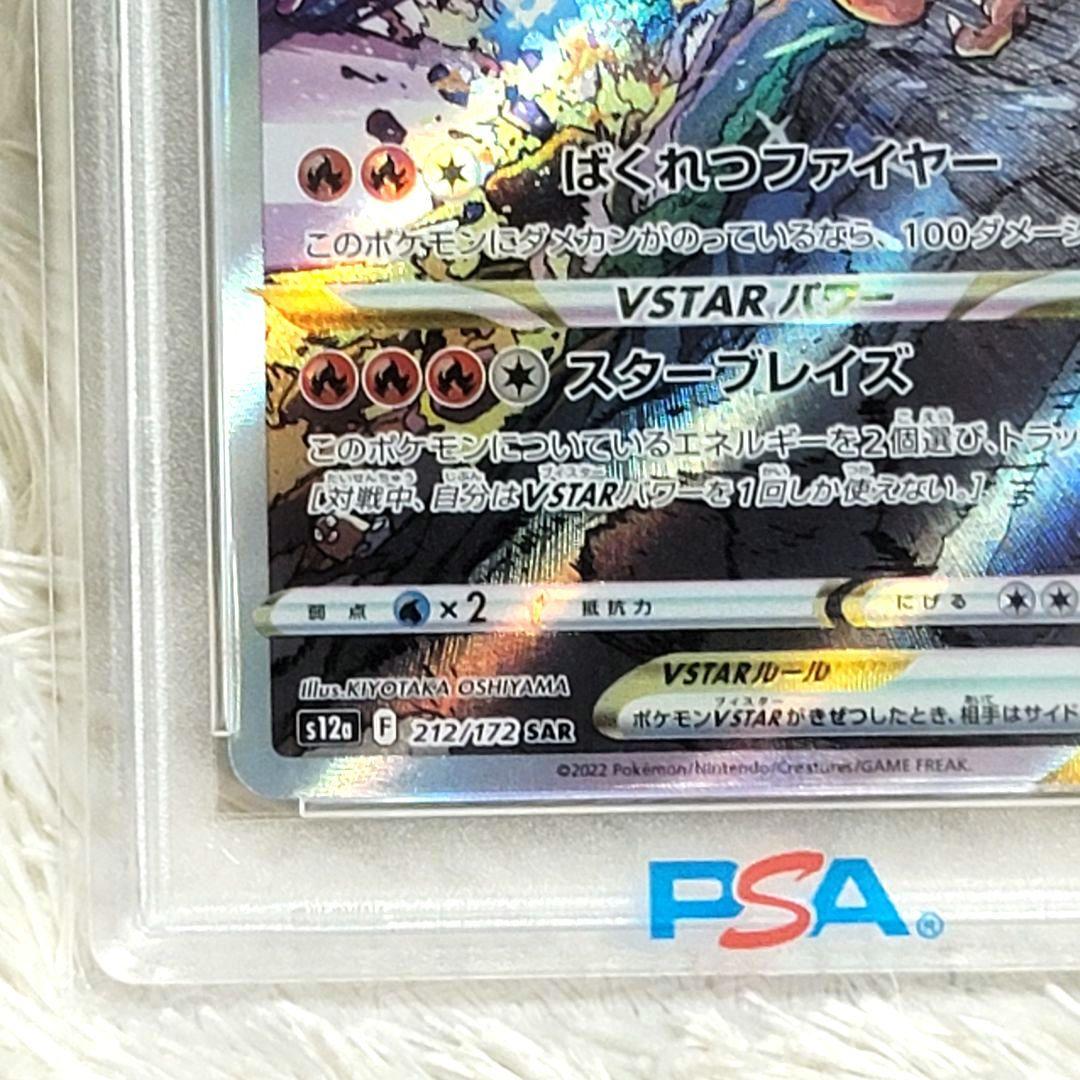 ばくれつファイヤー
このポケモンにダメカンがのっているなら、100ダメージ
VSTARパワー
スターブレイズ
このポケモンについているエネルギーを2個選び、トラッ
[対戦中、自分はVSTARパワーを1回しか使えない。]
弱点 ×2 抵抗力 にげる
Illus.KIYOTAKA OSHIYAMA
VSTARルール
s12a F 212/172 SAR
ポケモンVSTARがきぜつしたとき、相手はサイド
©2022 Pokémon/Nintendo/Creatures/GAME FREAK.
PSA®